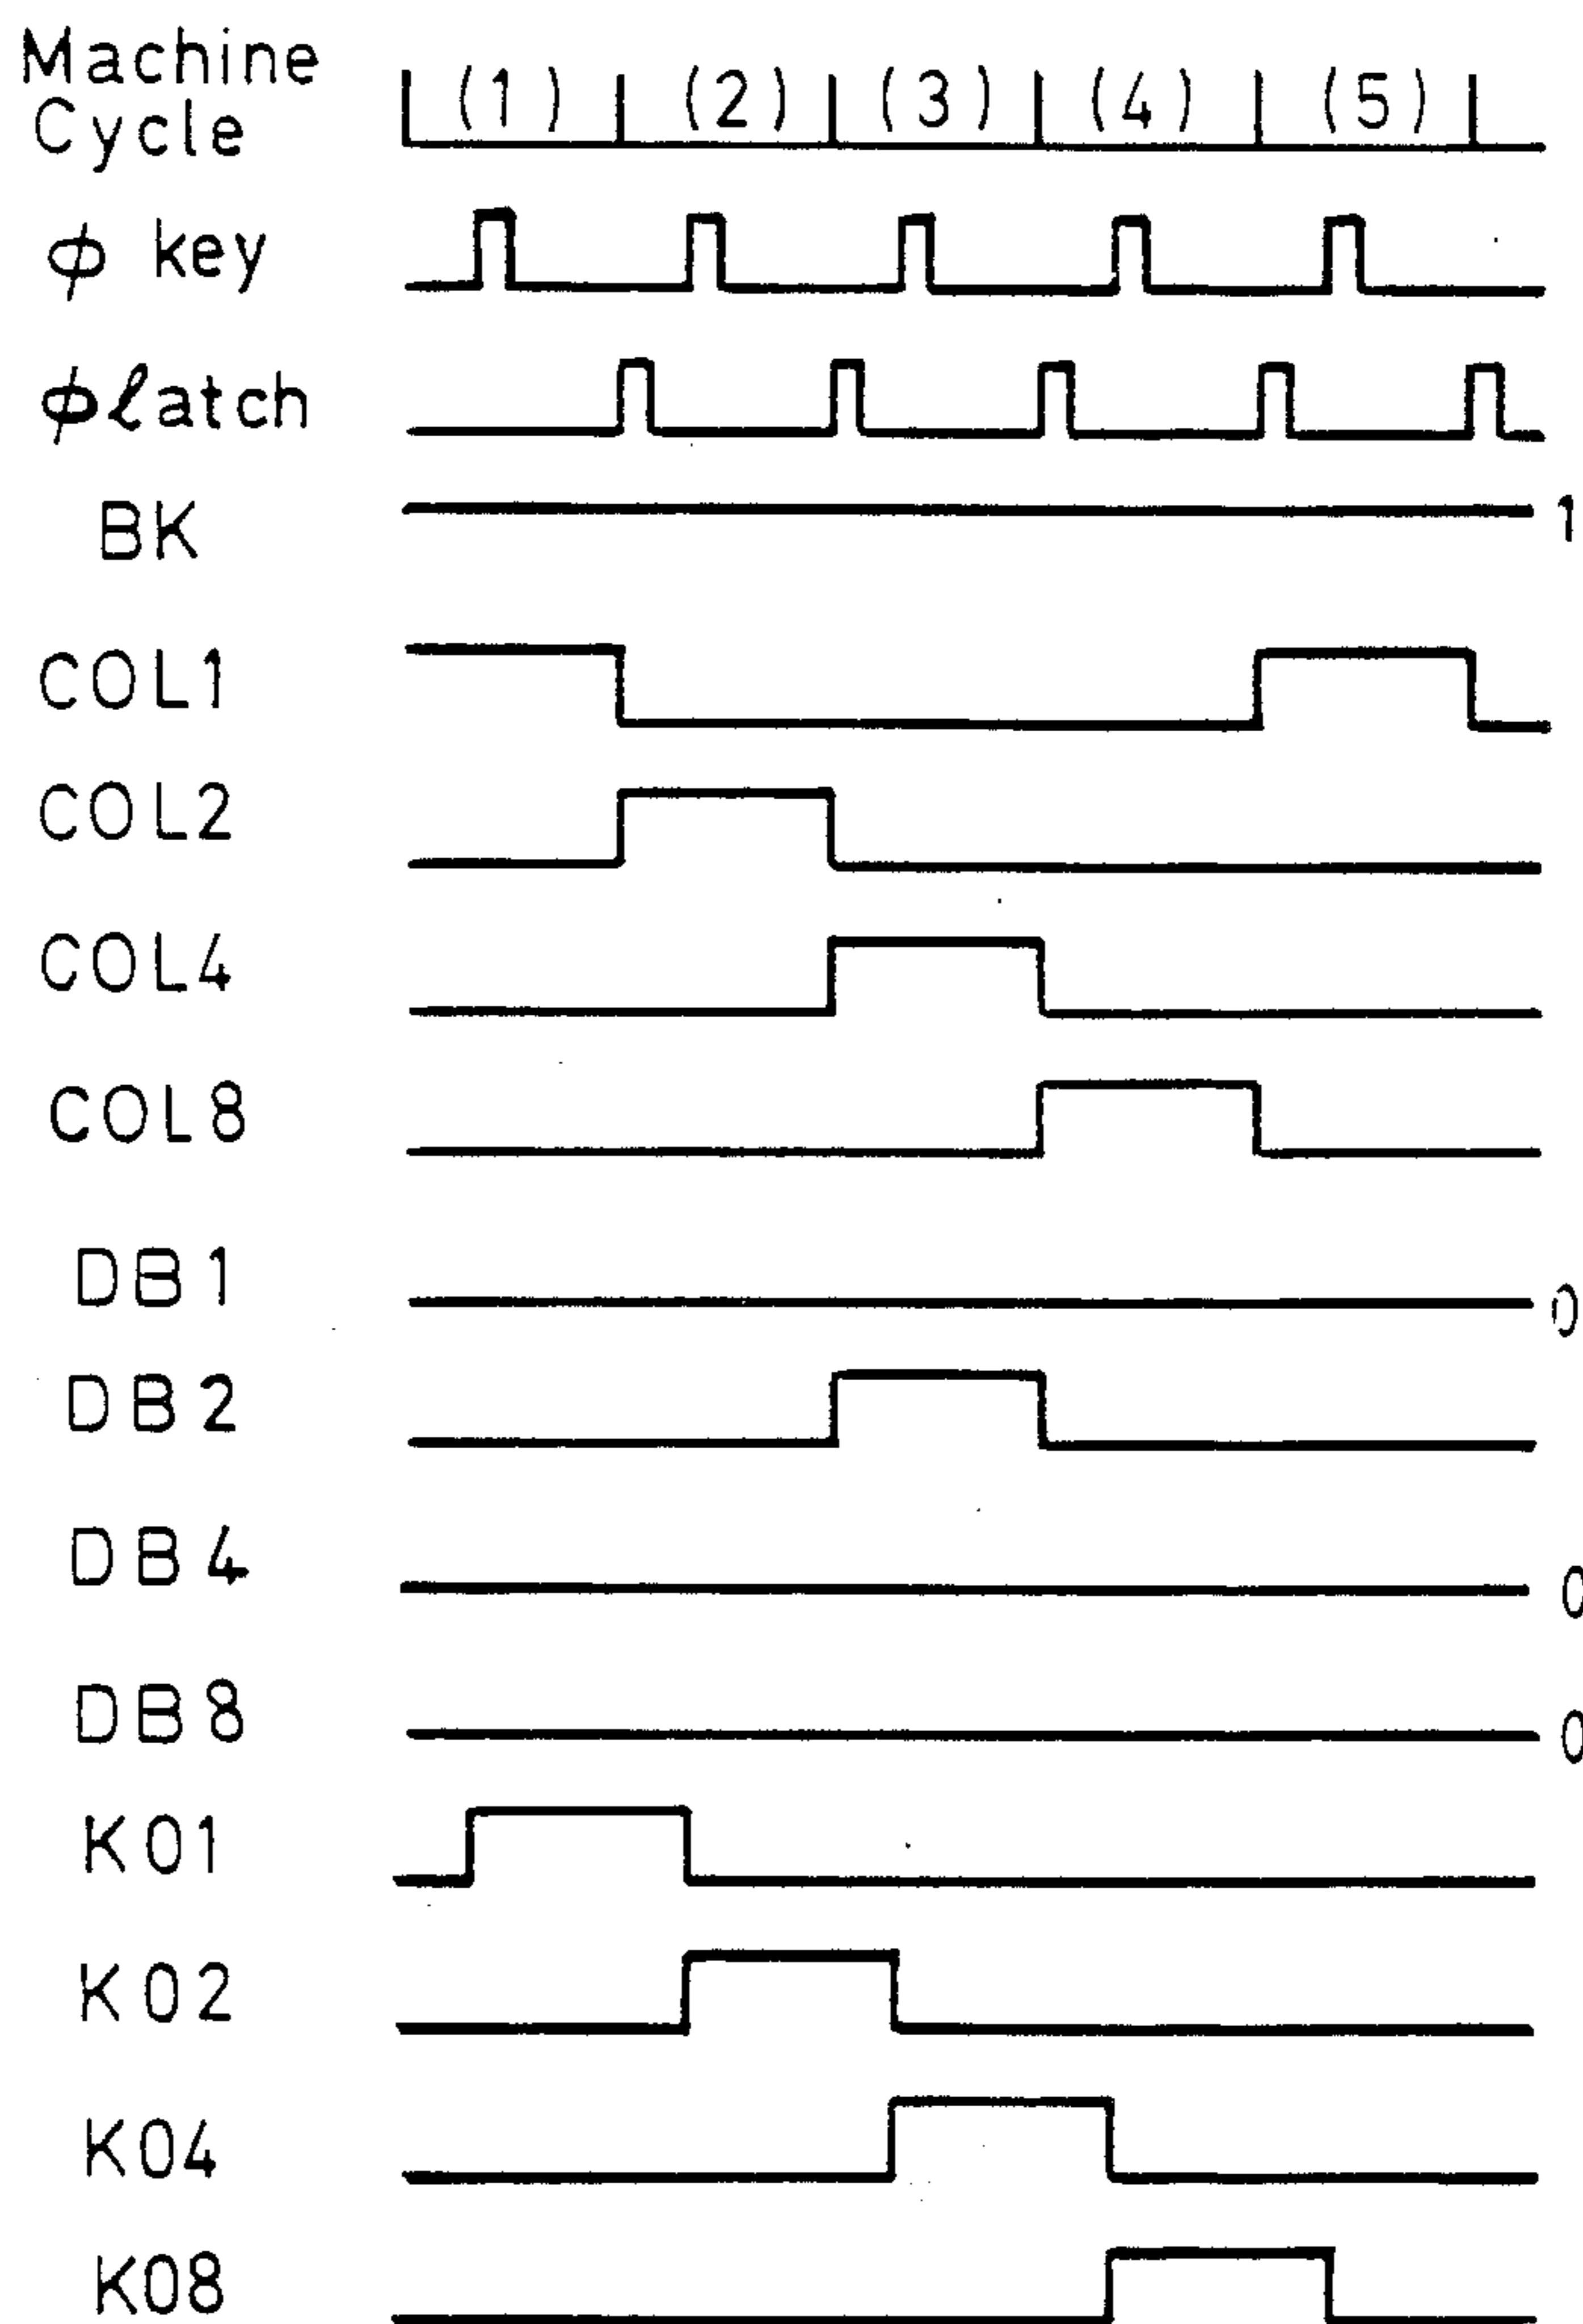 Machine
Cycle (1) (2) (3) (4) (5)
φ key
φℓatch
BK 1
COL1
COL2
COL4
COL8
DB1 0
DB2
DB4 0
DB8 0
K01
K02
K04
K08